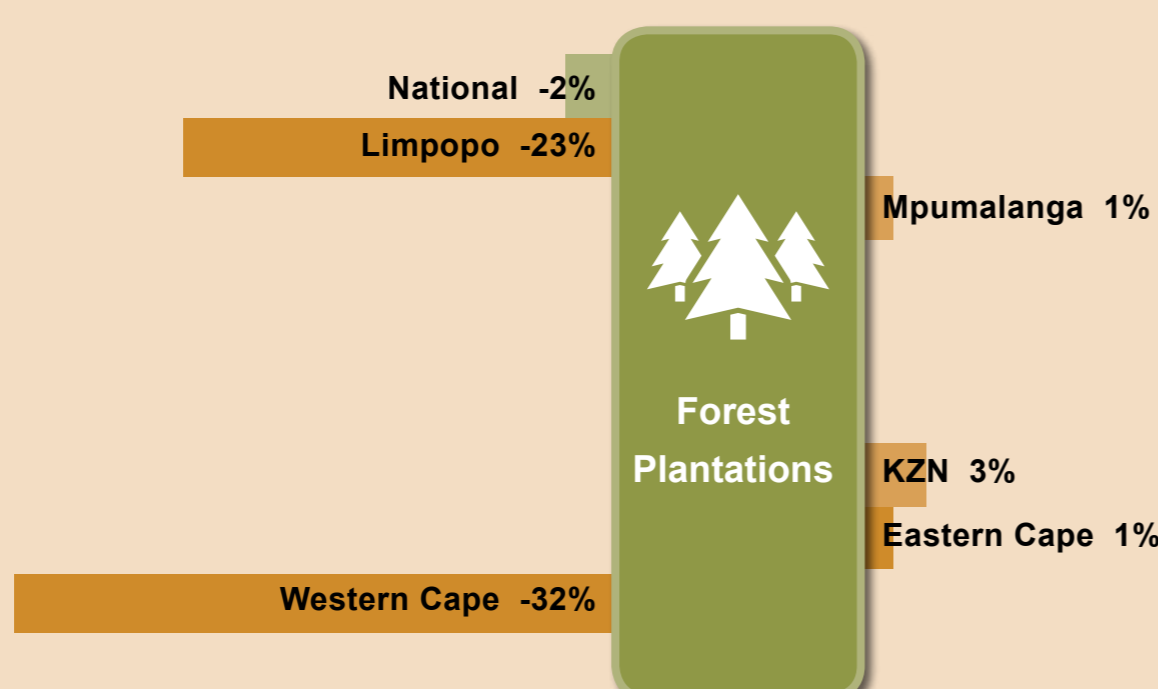 National -2%
Limpopo -23%
Mpumalanga 1%
Forest
Plantations
KZN 3%
Eastern Cape 1%
Western Cape -32%